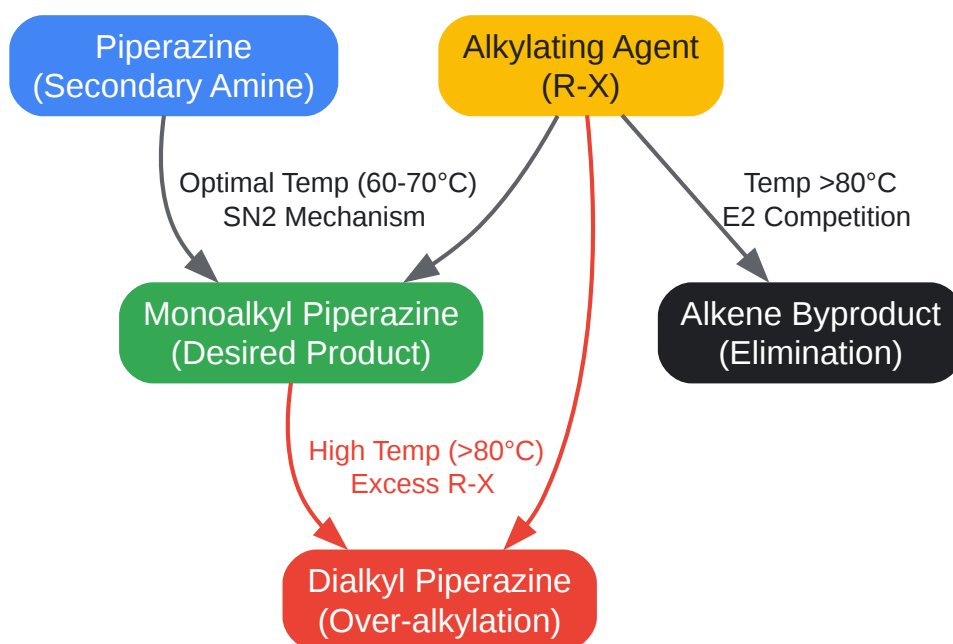 Piperazine
(Secondary Amine)
Alkylating Agent
(R-X)
Optimal Temp (60-70°C)
SN2 Mechanism
Temp >80°C
E2 Competition
Monoalkyl Piperazine
(Desired Product)
Alkene Byproduct
(Elimination)
High Temp (>80°C)
Excess R-X
Dialkyl Piperazine
(Over-alkylation)